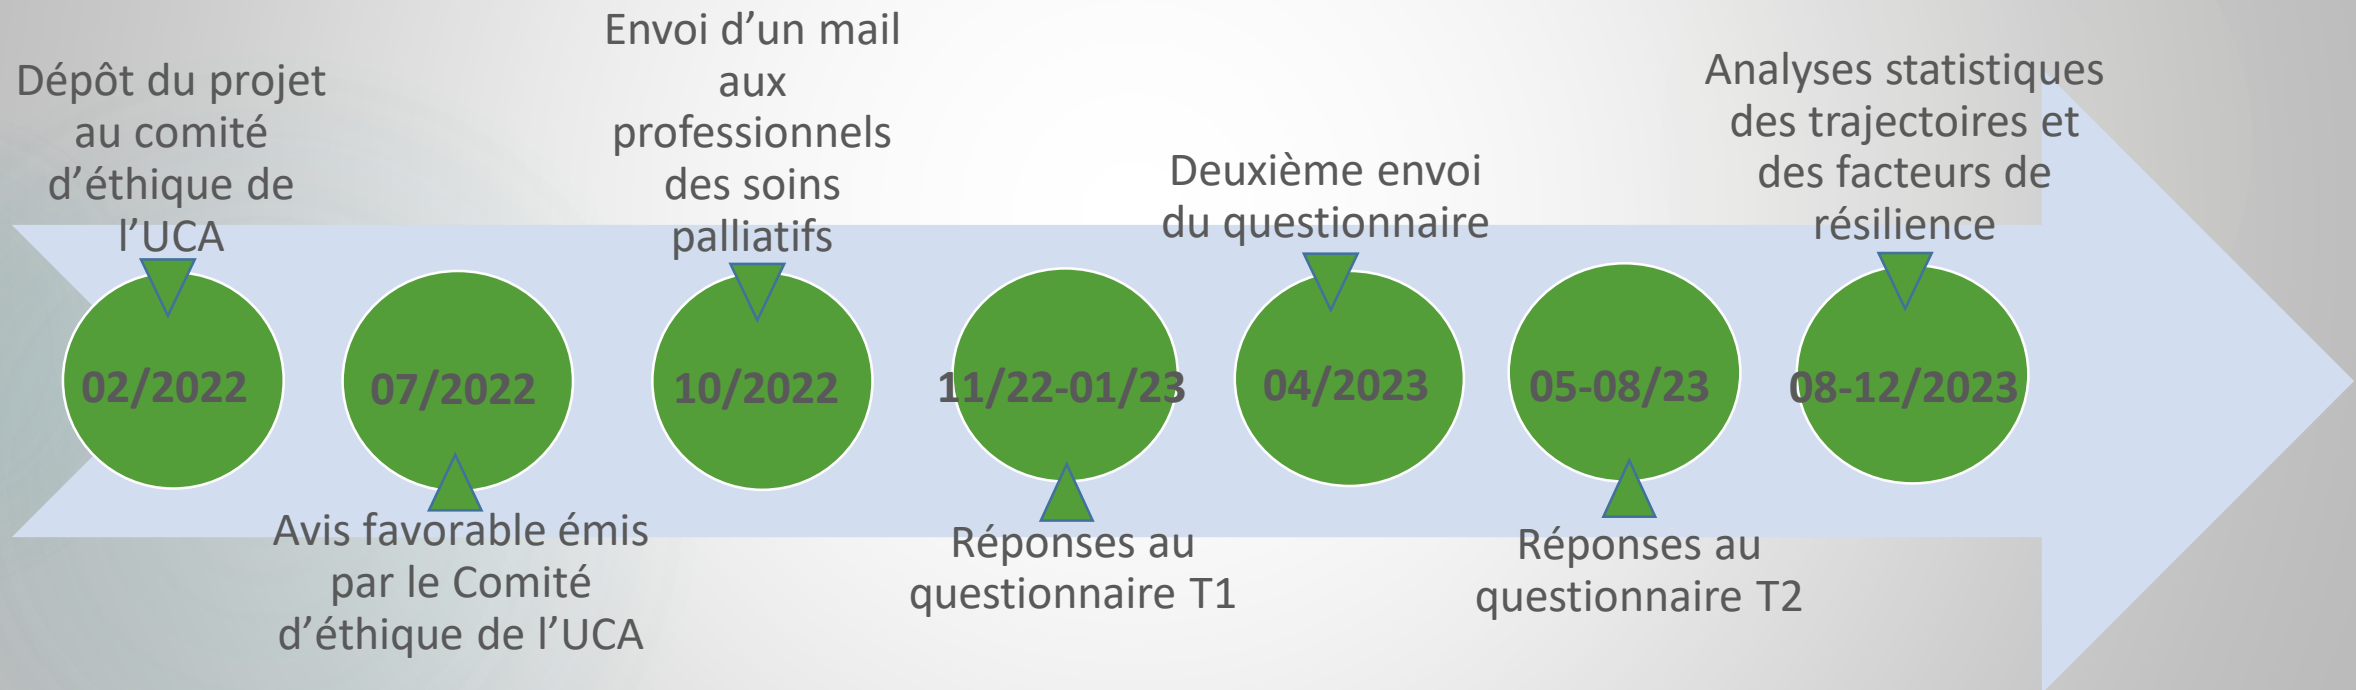 Dépôt du projet
au comité
d’éthique de
l’UCA
Envoi d’un mail
aux
professionnels
des soins
palliatifs
Deuxième envoi
du questionnaire
Analyses statistiques
des trajectoires et
des facteurs de
résilience
02/2022
07/2022
10/2022
11/22-01/23
04/2023
05-08/23
08-12/2023
Avis favorable émis
par le Comité
d’éthique de l’UCA
Réponses au
questionnaire T1
Réponses au
questionnaire T2